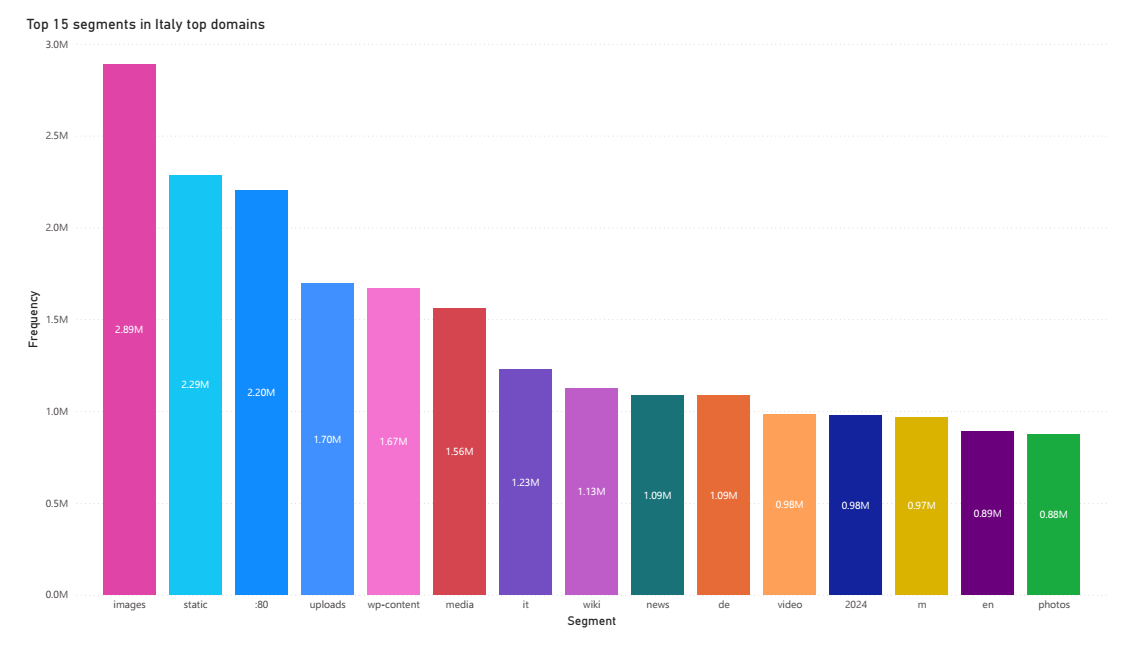 Top 15 segments in Italy top domains
3.0M
2.5M
2.0M
1.5M
1.0M
0.5M
0.0M
Frequency
2.89M
2.29M
2.20M
1.70M
1.67M
1.56M
1.23M
1.13M
1.09M
1.09M
0.98M
0.98M
0.97M
0.89M
0.88M
images static :80 uploads wp-content media it wiki news de video 2024 m en photos
Segment